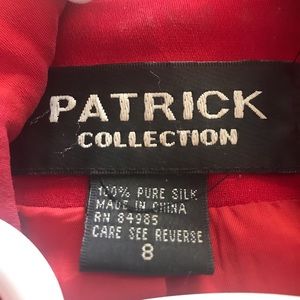 PATRICK
COLLECTION
100% PURE SILK
MADE IN CHINA
RN 84985
CARE SEE REVERSE
8